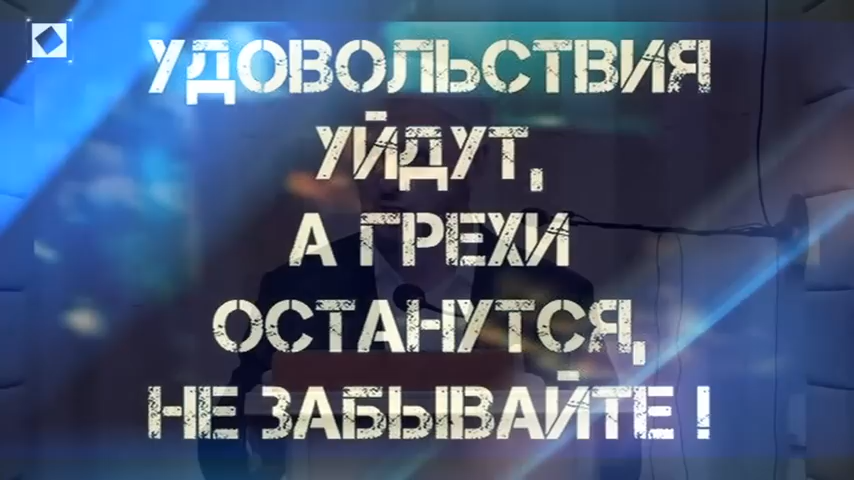 УДОВОЛЬСТВИЯ
УЙДУТ,
А ГРЕХИ
ОСТАНУТСЯ,
НЕ ЗАБЫВАЙТЕ !